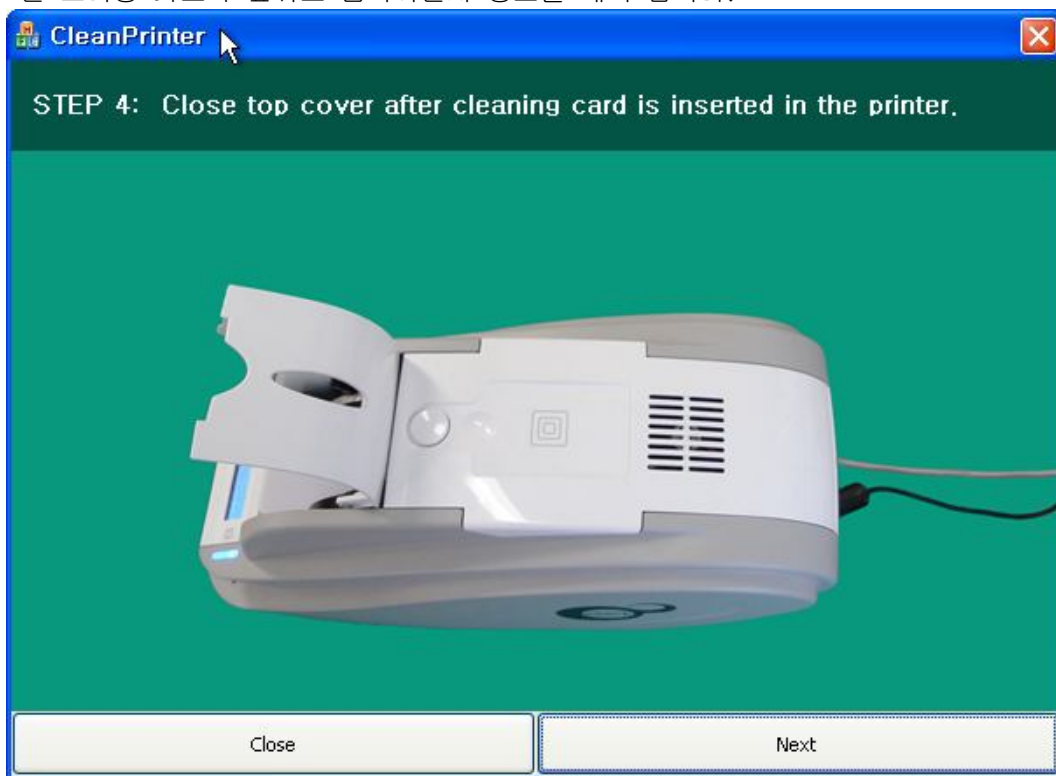 CleanPrinter
STEP 4: Close top cover after cleaning card is inserted in the printer.
Close
Next